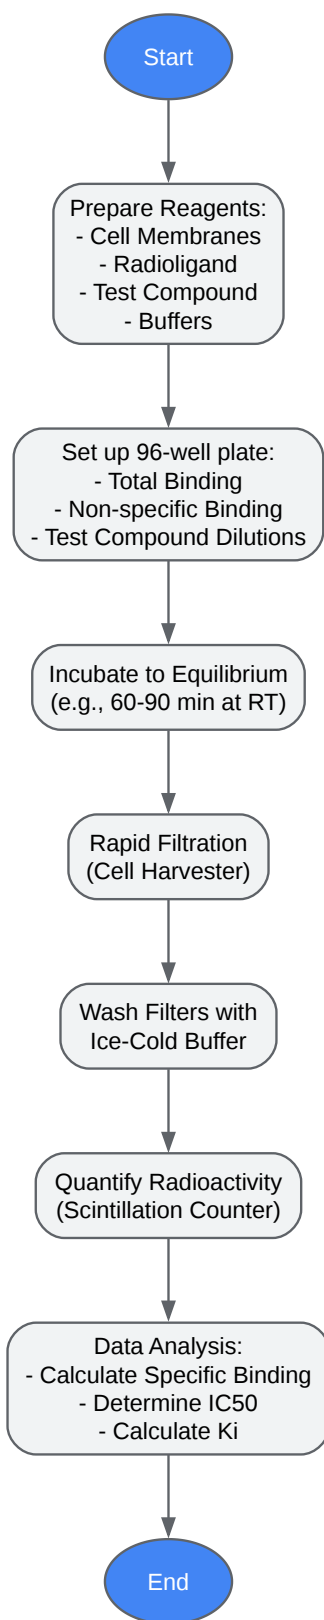 Start
Prepare Reagents:
- Cell Membranes
- Radioligand
- Test Compound
- Buffers
Set up 96-well plate:
- Total Binding
- Non-specific Binding
- Test Compound Dilutions
Incubate to Equilibrium
(e.g., 60-90 min at RT)
Rapid Filtration
(Cell Harvester)
Wash Filters with
Ice-Cold Buffer
Quantify Radioactivity
(Scintillation Counter)
Data Analysis:
- Calculate Specific Binding
- Determine IC50
- Calculate Ki
End